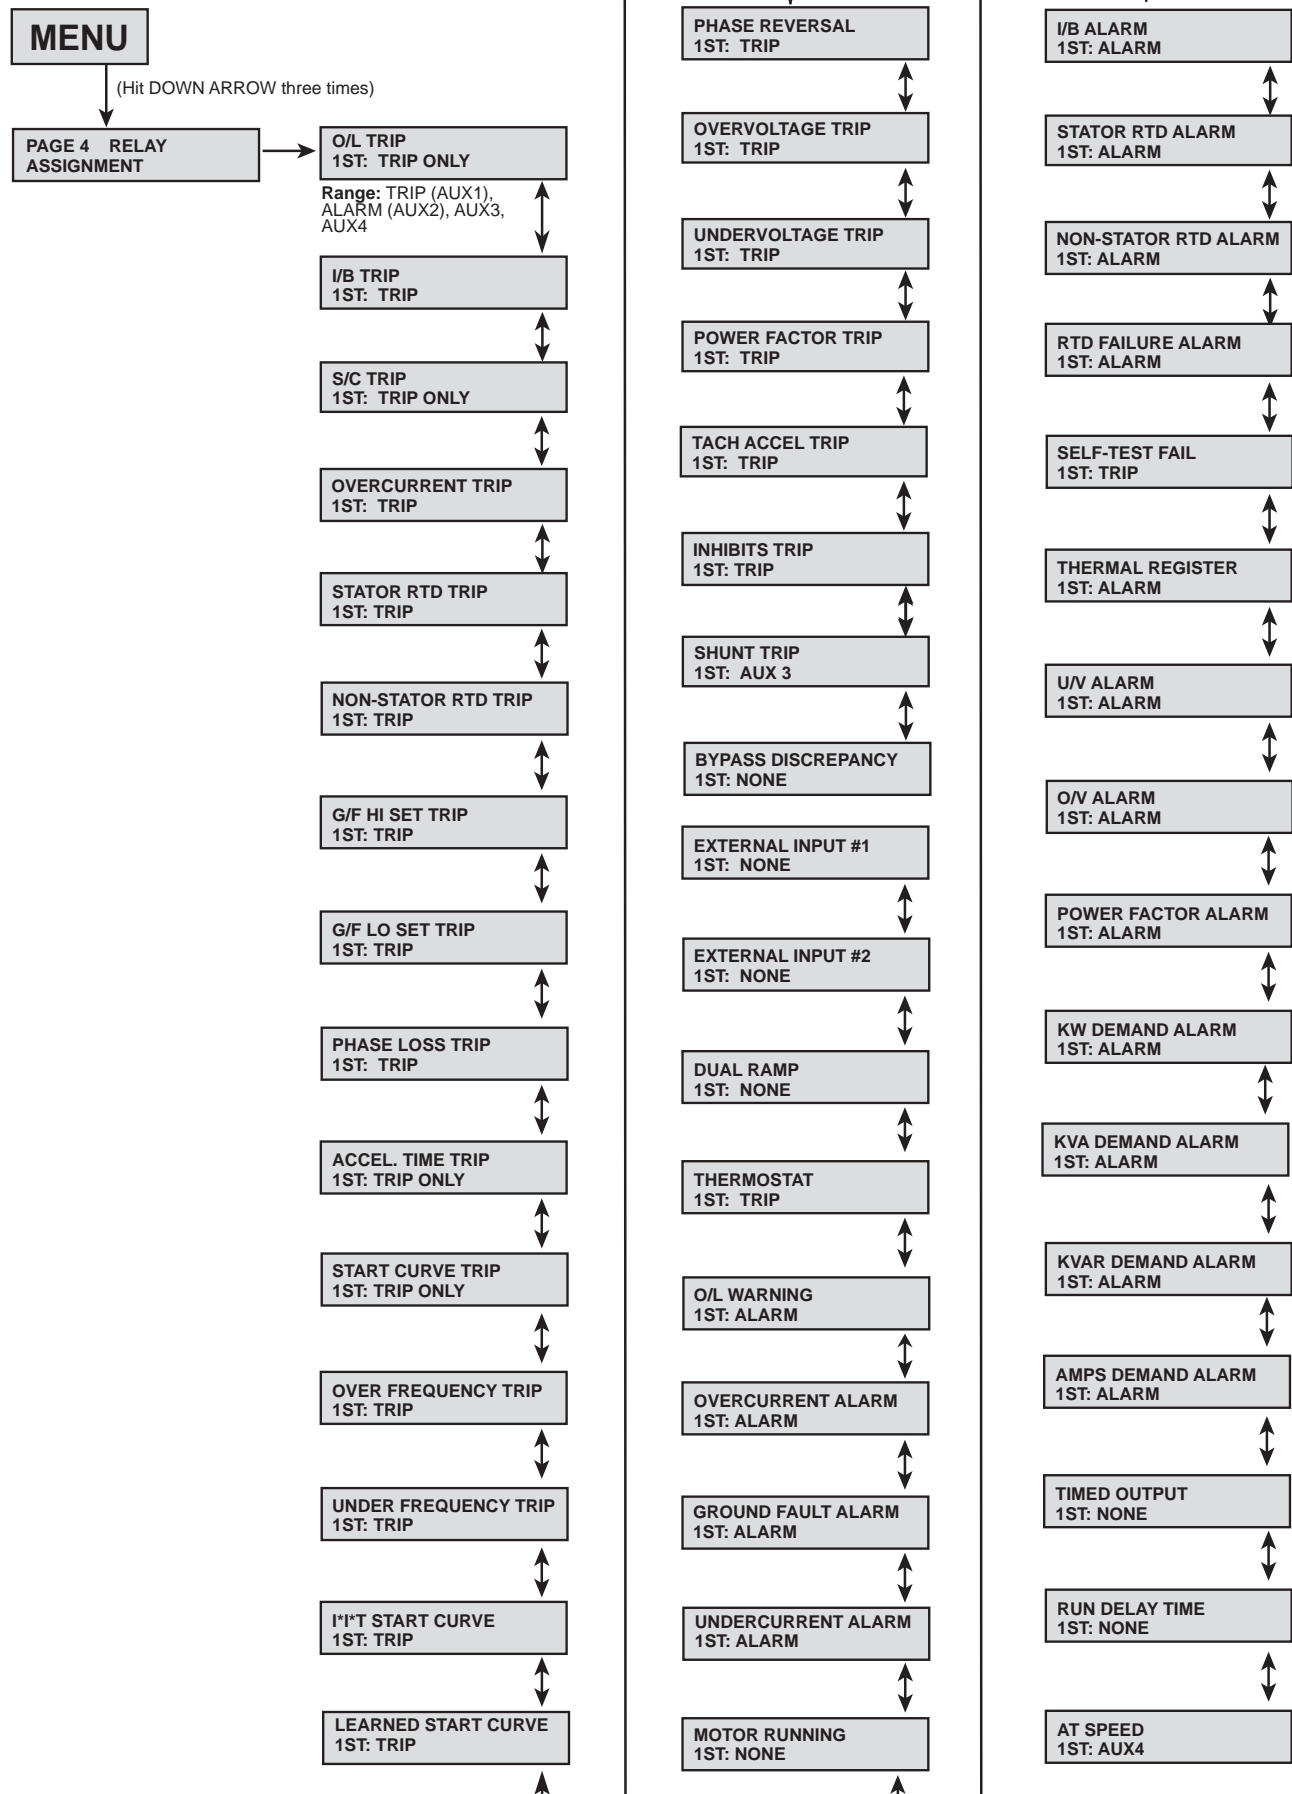 MENU
(Hit DOWN ARROW three times)
PAGE 4 RELAY
ASSIGNMENT
O/L TRIP
1ST: TRIP ONLY
Range: TRIP (AUX1),
ALARM (AUX2), AUX3,
AUX4
I/B TRIP
1ST: TRIP
S/C TRIP
1ST: TRIP ONLY
OVERCURRENT TRIP
1ST: TRIP
STATOR RTD TRIP
1ST: TRIP
NON-STATOR RTD TRIP
1ST: TRIP
G/F HI SET TRIP
1ST: TRIP
G/F LO SET TRIP
1ST: TRIP
PHASE LOSS TRIP
1ST: TRIP
ACCEL. TIME TRIP
1ST: TRIP ONLY
START CURVE TRIP
1ST: TRIP ONLY
OVER FREQUENCY TRIP
1ST: TRIP
UNDER FREQUENCY TRIP
1ST: TRIP
I*I*T START CURVE
1ST: TRIP
LEARNED START CURVE
1ST: TRIP
PHASE REVERSAL
1ST: TRIP
OVERVOLTAGE TRIP
1ST: TRIP
UNDERVOLTAGE TRIP
1ST: TRIP
POWER FACTOR TRIP
1ST: TRIP
TACH ACCEL TRIP
1ST: TRIP
INHIBITS TRIP
1ST: TRIP
SHUNT TRIP
1ST: AUX 3
BYPASS DISCREPANCY
1ST: NONE
EXTERNAL INPUT #1
1ST: NONE
EXTERNAL INPUT #2
1ST: NONE
DUAL RAMP
1ST: NONE
THERMOSTAT
1ST: TRIP
O/L WARNING
1ST: ALARM
OVERCURRENT ALARM
1ST: ALARM
GROUND FAULT ALARM
1ST: ALARM
UNDERCURRENT ALARM
1ST: ALARM
MOTOR RUNNING
1ST: NONE
I/B ALARM
1ST: ALARM
STATOR RTD ALARM
1ST: ALARM
NON-STATOR RTD ALARM
1ST: ALARM
RTD FAILURE ALARM
1ST: ALARM
SELF-TEST FAIL
1ST: TRIP
THERMAL REGISTER
1ST: ALARM
U/V ALARM
1ST: ALARM
O/V ALARM
1ST: ALARM
POWER FACTOR ALARM
1ST: ALARM
KW DEMAND ALARM
1ST: ALARM
KVA DEMAND ALARM
1ST: ALARM
KVAR DEMAND ALARM
1ST: ALARM
AMPS DEMAND ALARM
1ST: ALARM
TIMED OUTPUT
1ST: NONE
RUN DELAY TIME
1ST: NONE
AT SPEED
1ST: AUX4